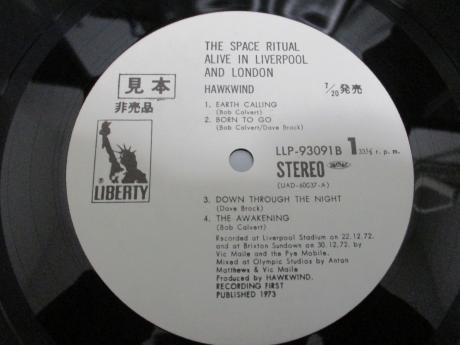 THE SPACE RITUAL
ALIVE IN LIVERPOOL
AND LONDON
HAWKWIND
見本
非売品
7/20発売
1. EARTH CALLING
(Bob Calvert)
2. BORN TO GO
(Bob Calvert/Dave Brock)
LLP-93091B 1 33⅓ r. p. m.
STEREO
(UAD-60037-A)
® LIBERTY
3. DOWN THROUGH THE NIGHT
(Dave Brock)
4. THE AWAKENING
(Bob Calvert)
Recorded at Liverpool Stadium on 22.12.72.
and at Brixton Sundown on 30.12.72. by
Vic Maile and the Pye Mobile.
Mixed at Olympic Studios by Anton
Matthews & Vic Maile
Produced by HAWKWIND.
RECORDING FIRST
PUBLISHED 1973